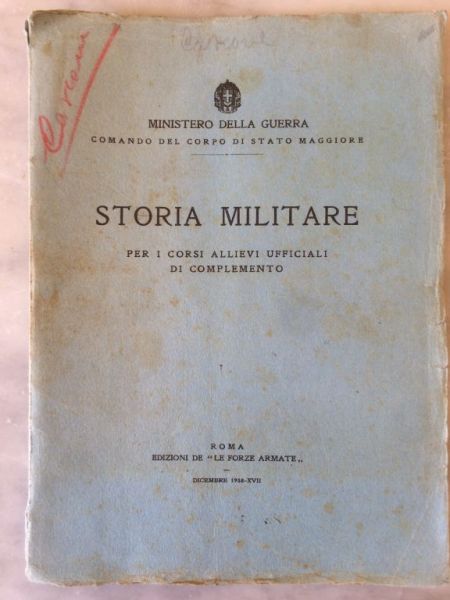 MINISTERO DELLA GUERRA
COMANDO DEL CORPO DI STATO MAGGIORE
STORIA MILITARE
PER I CORSI ALLIEVI UFFICIALI
DI COMPLEMENTO
ROMA
EDIZIONI DE "LE FORZE ARMATE„
DICEMBRE 1938-XVII